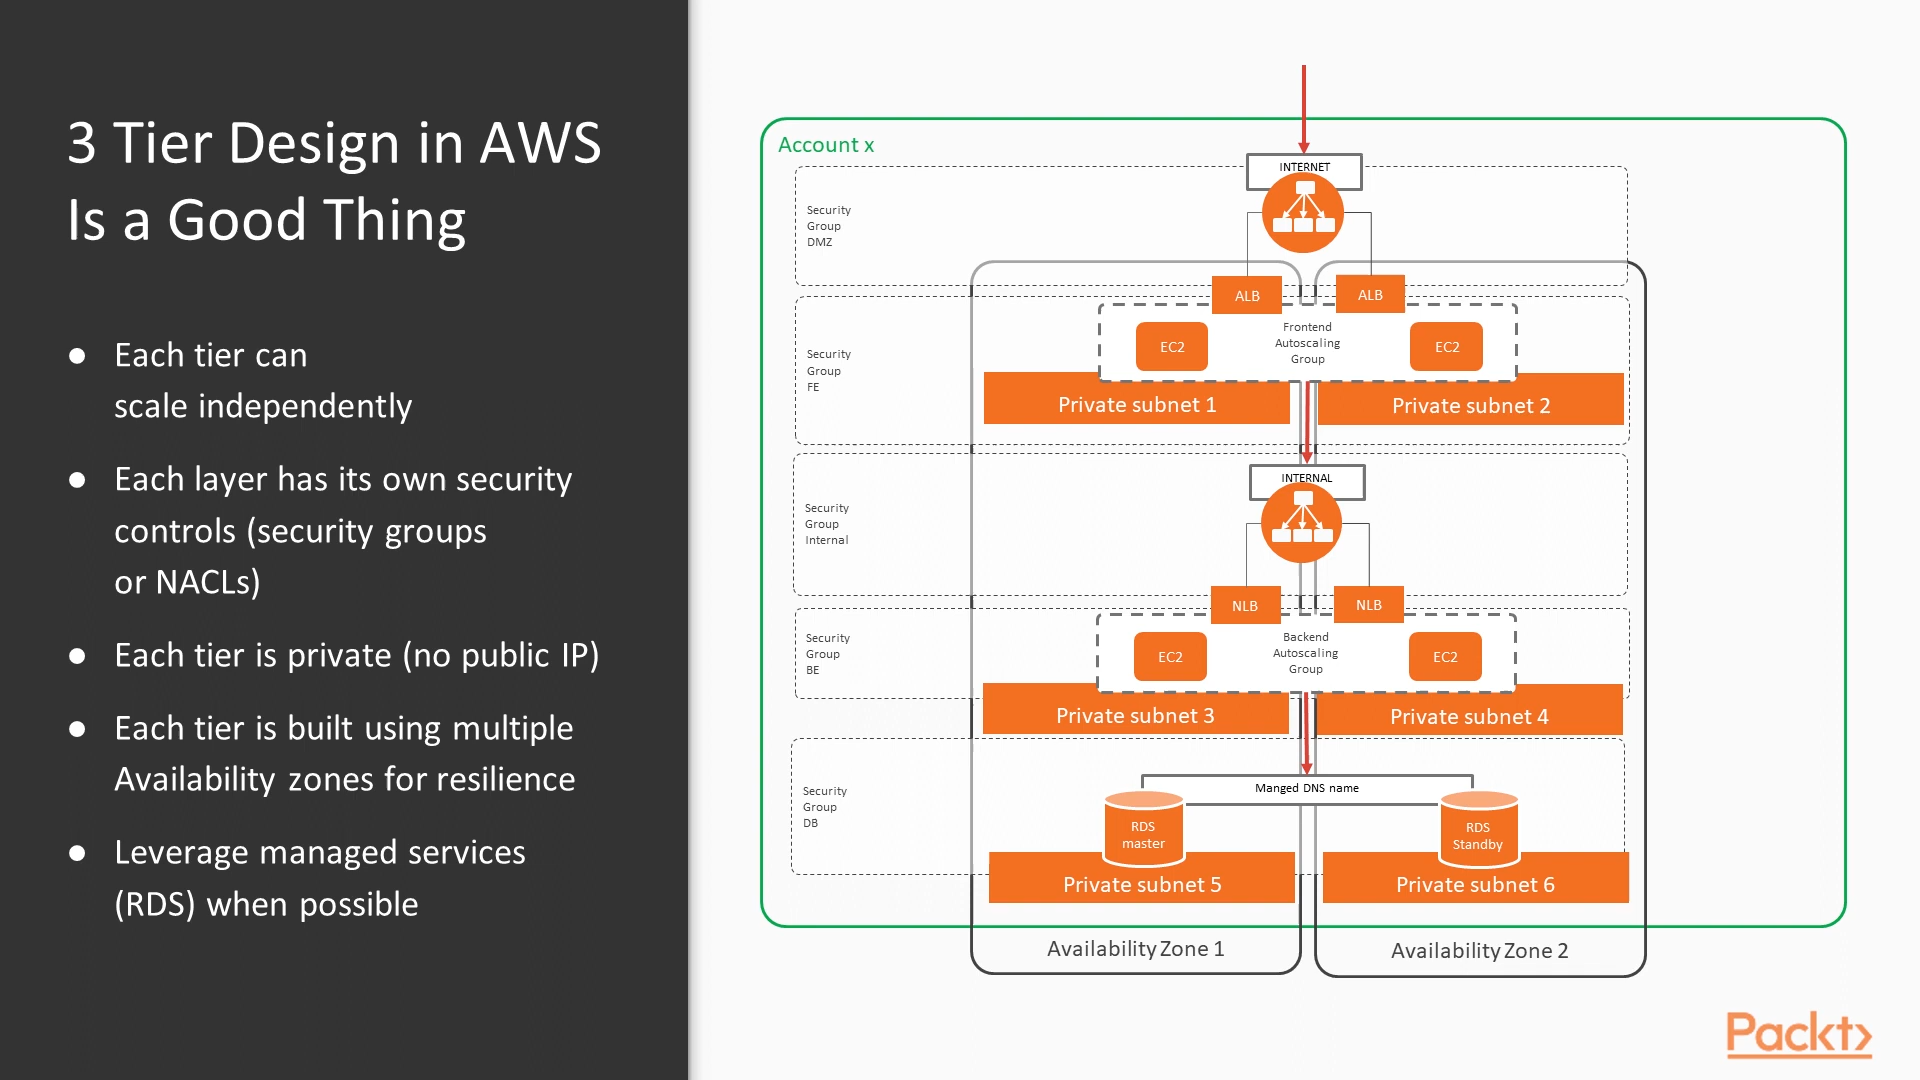 3 Tier Design in AWS
Is a Good Thing
● Each tier can
scale independently
● Each layer has its own security
controls (security groups
or NACLs)
● Each tier is private (no public IP)
● Each tier is built using multiple
Availability zones for resilience
● Leverage managed services
(RDS) when possible
Account x
INTERNET
Security
Group
DMZ
ALB
ALB
Security
Group
FE
EC2
Frontend
Autoscaling
Group
EC2
Private subnet 1
Private subnet 2
INTERNAL
Security
Group
Internal
NLB
NLB
Security
Group
BE
EC2
Backend
Autoscaling
Group
EC2
Private subnet 3
Private subnet 4
Manged DNS name
Security
Group
DB
RDS
master
RDS
Standby
Private subnet 5
Private subnet 6
Availability Zone 1
Availability Zone 2
Packt>